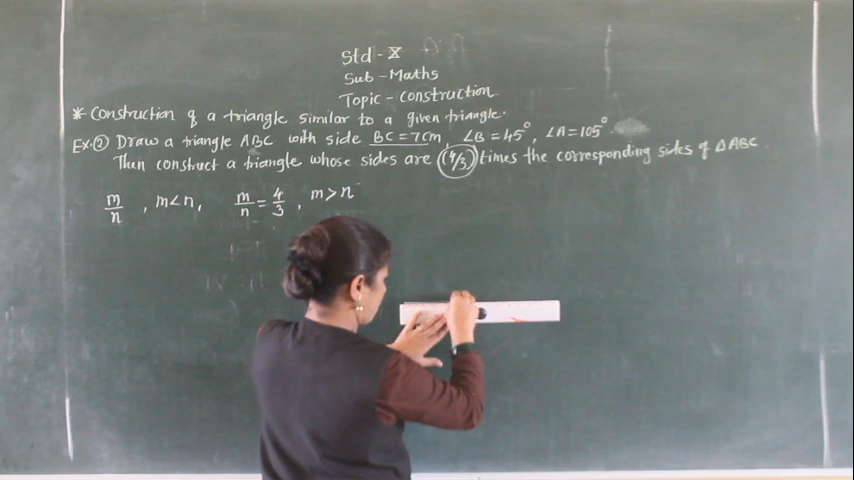 Std - X
Sub - Maths
Topic - construction
* Construction of a triangle similar to a given triangle.
Ex.② Draw a triangle ABC with side BC = 7cm, ∠B = 45°, ∠A = 105°.
Then construct a triangle whose sides are (4/3) times the corresponding sides of ΔABC.
m/n , m<n, m/n = 4/3 , m>n